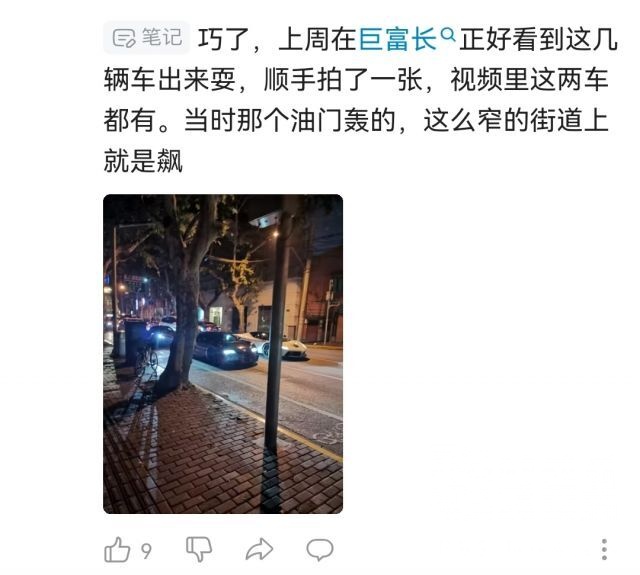 笔记 巧了，上周在巨富长正好看到这几
辆车出来耍，顺手拍了一张，视频里这两车
都有。当时那个油门轰的，这么窄的街道上
就是飙
9